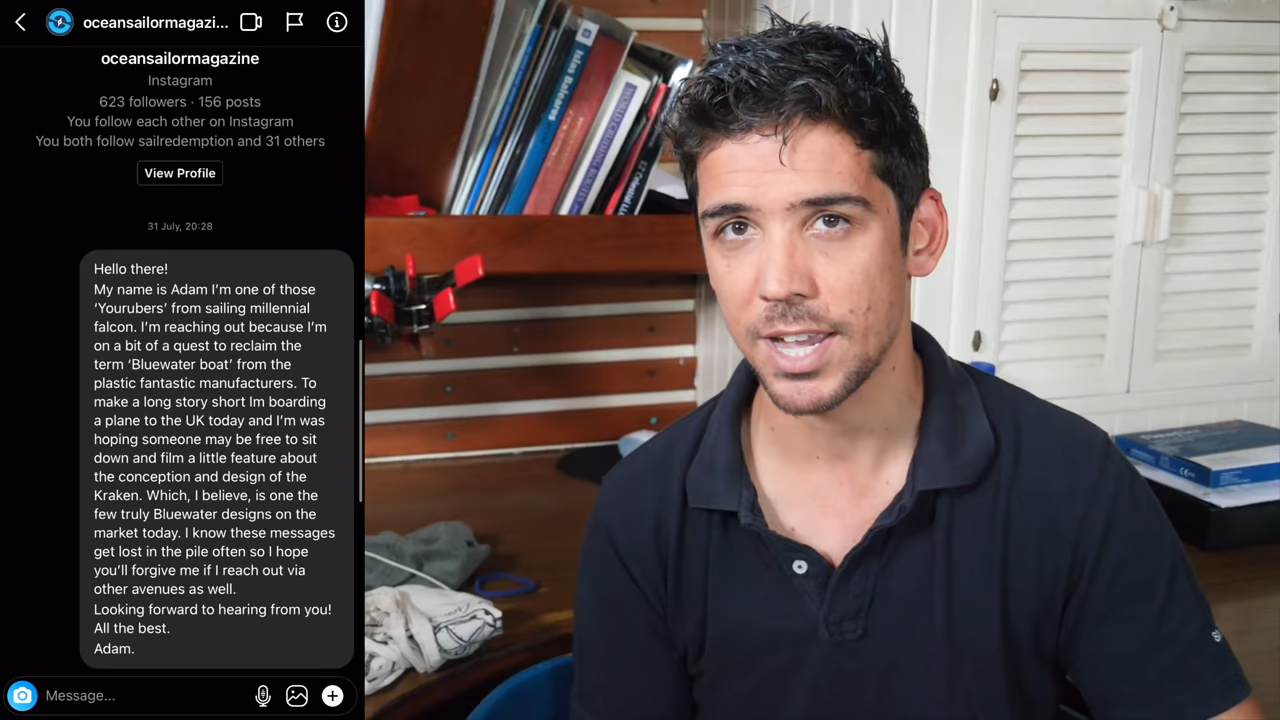 oceansailormagazi...
oceansailormagazine
Instagram
623 followers · 156 posts
You follow each other on Instagram
You both follow sailredemption and 31 others
View Profile
31 July, 20:28
Hello there!
My name is Adam I’m one of those
‘Yourubers’ from sailing millennial
falcon. I’m reaching out because I’m
on a bit of a quest to reclaim the
term ‘Bluewater boat’ from the
plastic fantastic manufacturers. To
make a long story short Im boarding
a plane to the UK today and I’m was
hoping someone may be free to sit
down and film a little feature about
the conception and design of the
Kraken. Which, I believe, is one the
few truly Bluewater designs on the
market today. I know these messages
get lost in the pile often so I hope
you’ll forgive me if I reach out via
other avenues as well.
Looking forward to hearing from you!
All the best.
Adam.
Message...
Islas Baleares
WORLD CRUISING ROUTES